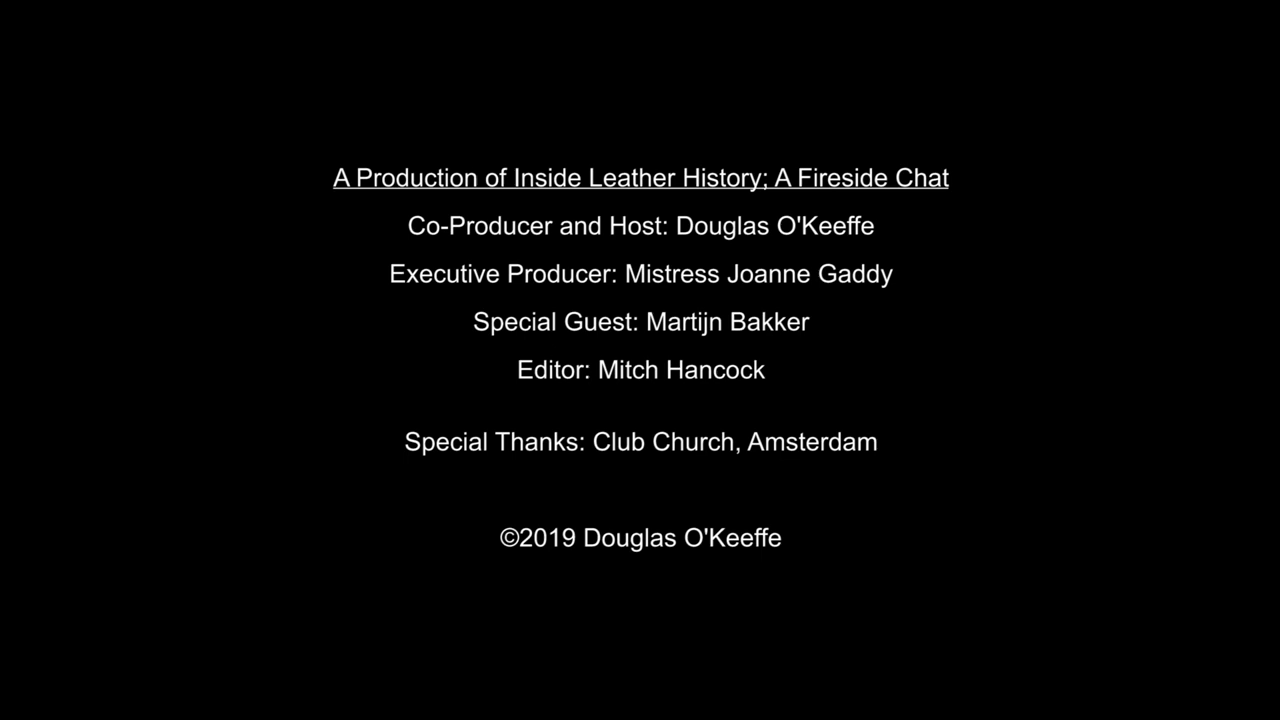 A Production of Inside Leather History; A Fireside Chat
Co-Producer and Host: Douglas O'Keeffe
Executive Producer: Mistress Joanne Gaddy
Special Guest: Martijn Bakker
Editor: Mitch Hancock
Special Thanks: Club Church, Amsterdam
©2019 Douglas O'Keeffe